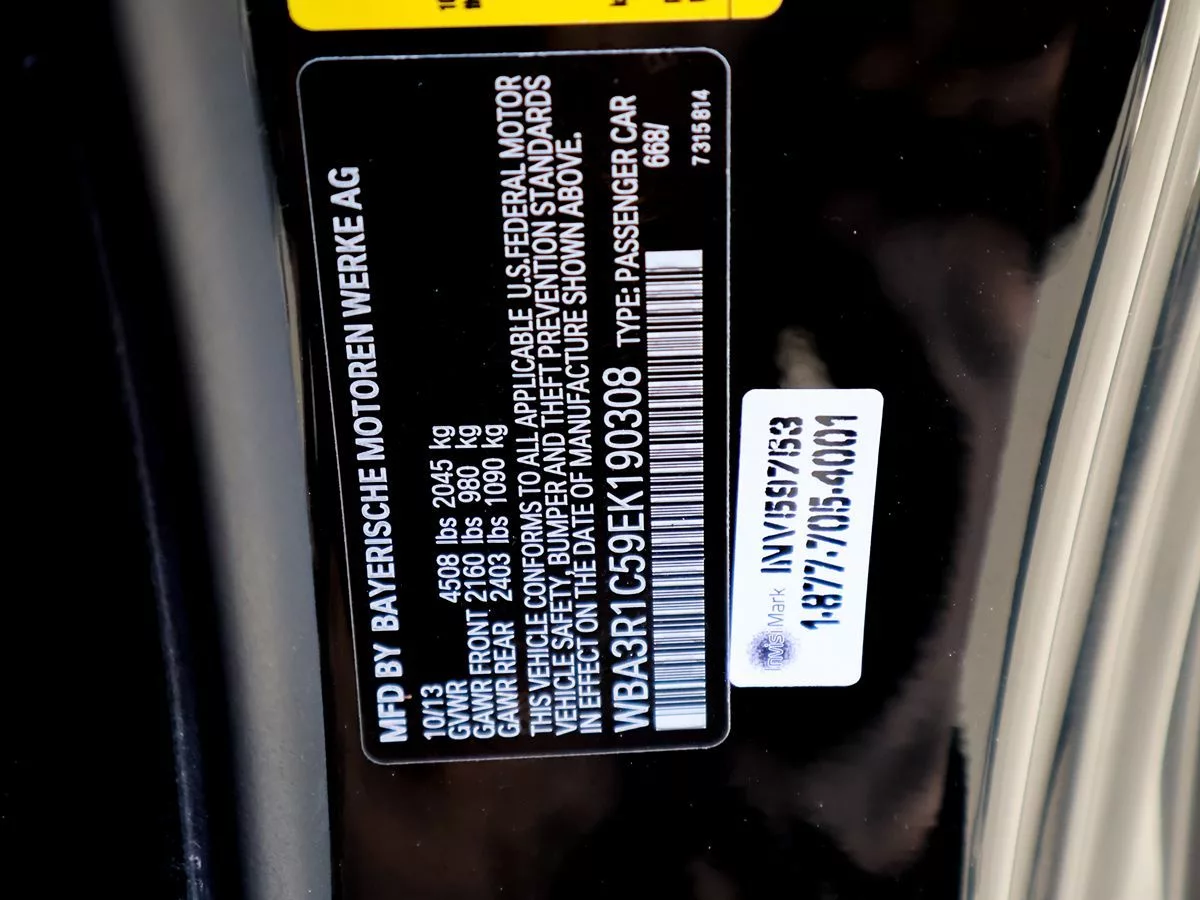 MFD BY BAYERISCHE MOTOREN WERKE AG
10/13
GVWR 4508 lbs 2045 kg
GAWR FRONT 2160 lbs 980 kg
GAWR REAR 2403 lbs 1090 kg
THIS VEHICLE CONFORMS TO ALL APPLICABLE U.S.FEDERAL MOTOR
VEHICLE SAFETY, BUMPER AND THEFT PREVENTION STANDARDS
IN EFFECT ON THE DATE OF MANUFACTURE SHOWN ABOVE.
WBA3R1C59EK190308 TYPE: PASSENGER CAR
668/
7315814
InvisiMark INV59763
1-877-705-4001